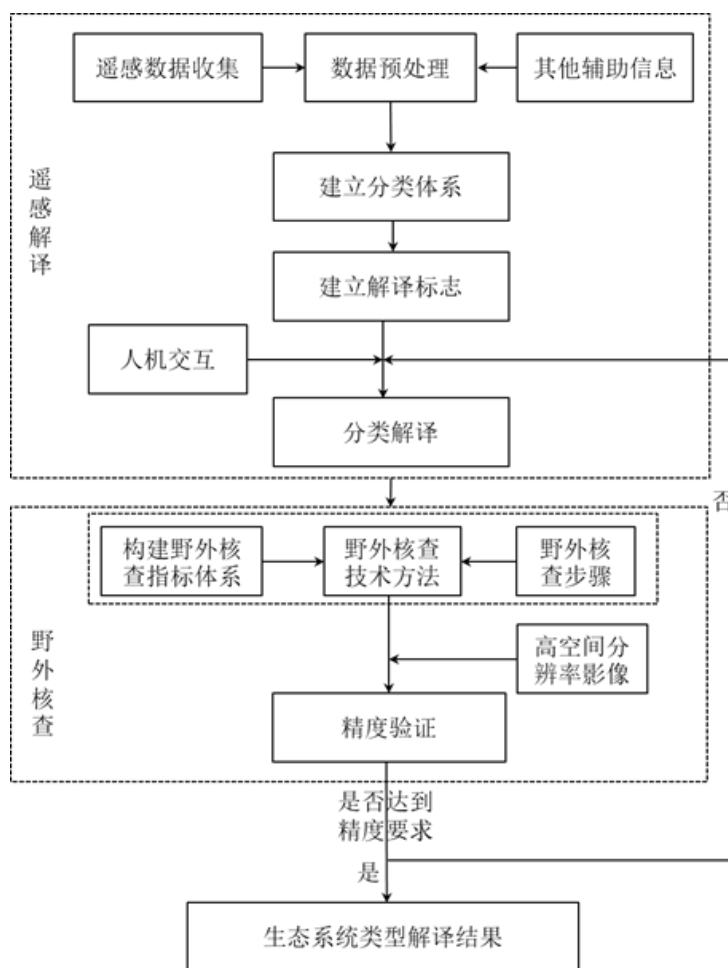 遥感数据收集
数据预处理
其他辅助信息
遥感解译
建立分类体系
建立解译标志
人机交互
分类解译
否
野外核查
构建野外核
查指标体系
野外核查
技术方法
野外核
查步骤
高空间分
辨率影像
精度验证
是否达到
精度要求
是
生态系统类型解译结果